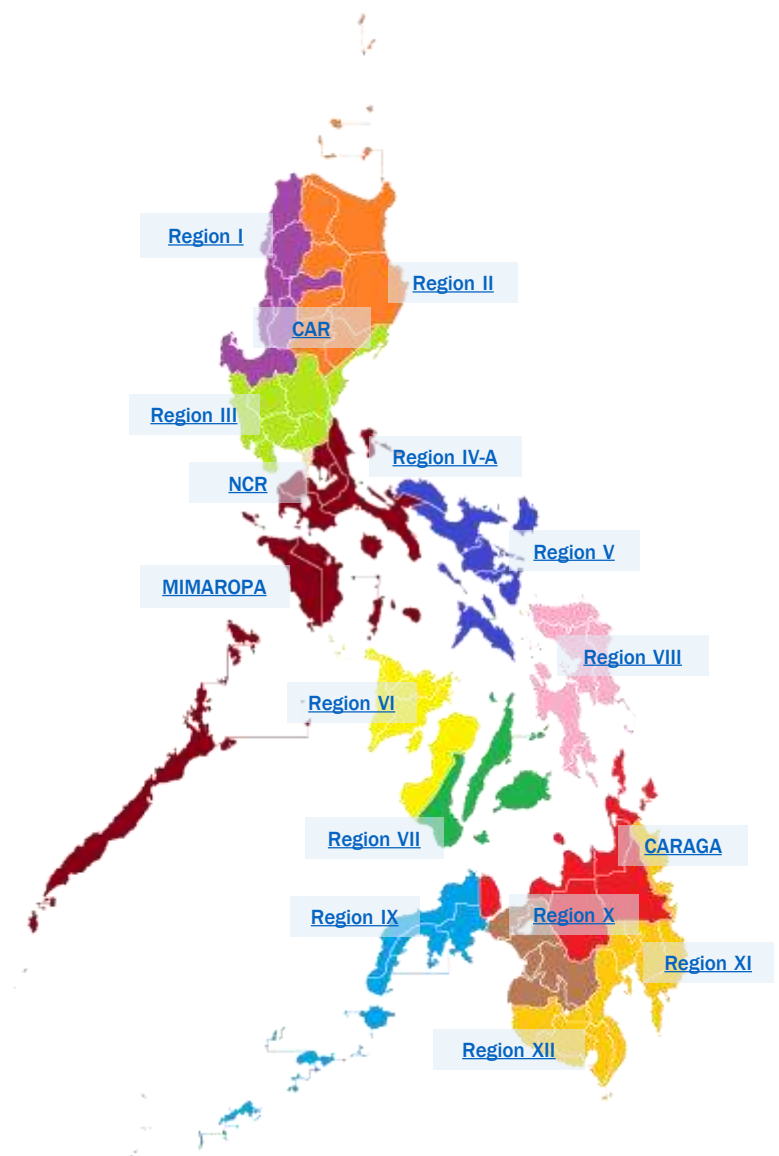 Region I
Region II
CAR
Region III
Region IV-A
NCR
Region V
MIMAROPA
Region VIII
Region VI
Region VII
CARAGA
Region IX
Region X
Region XI
Region XII